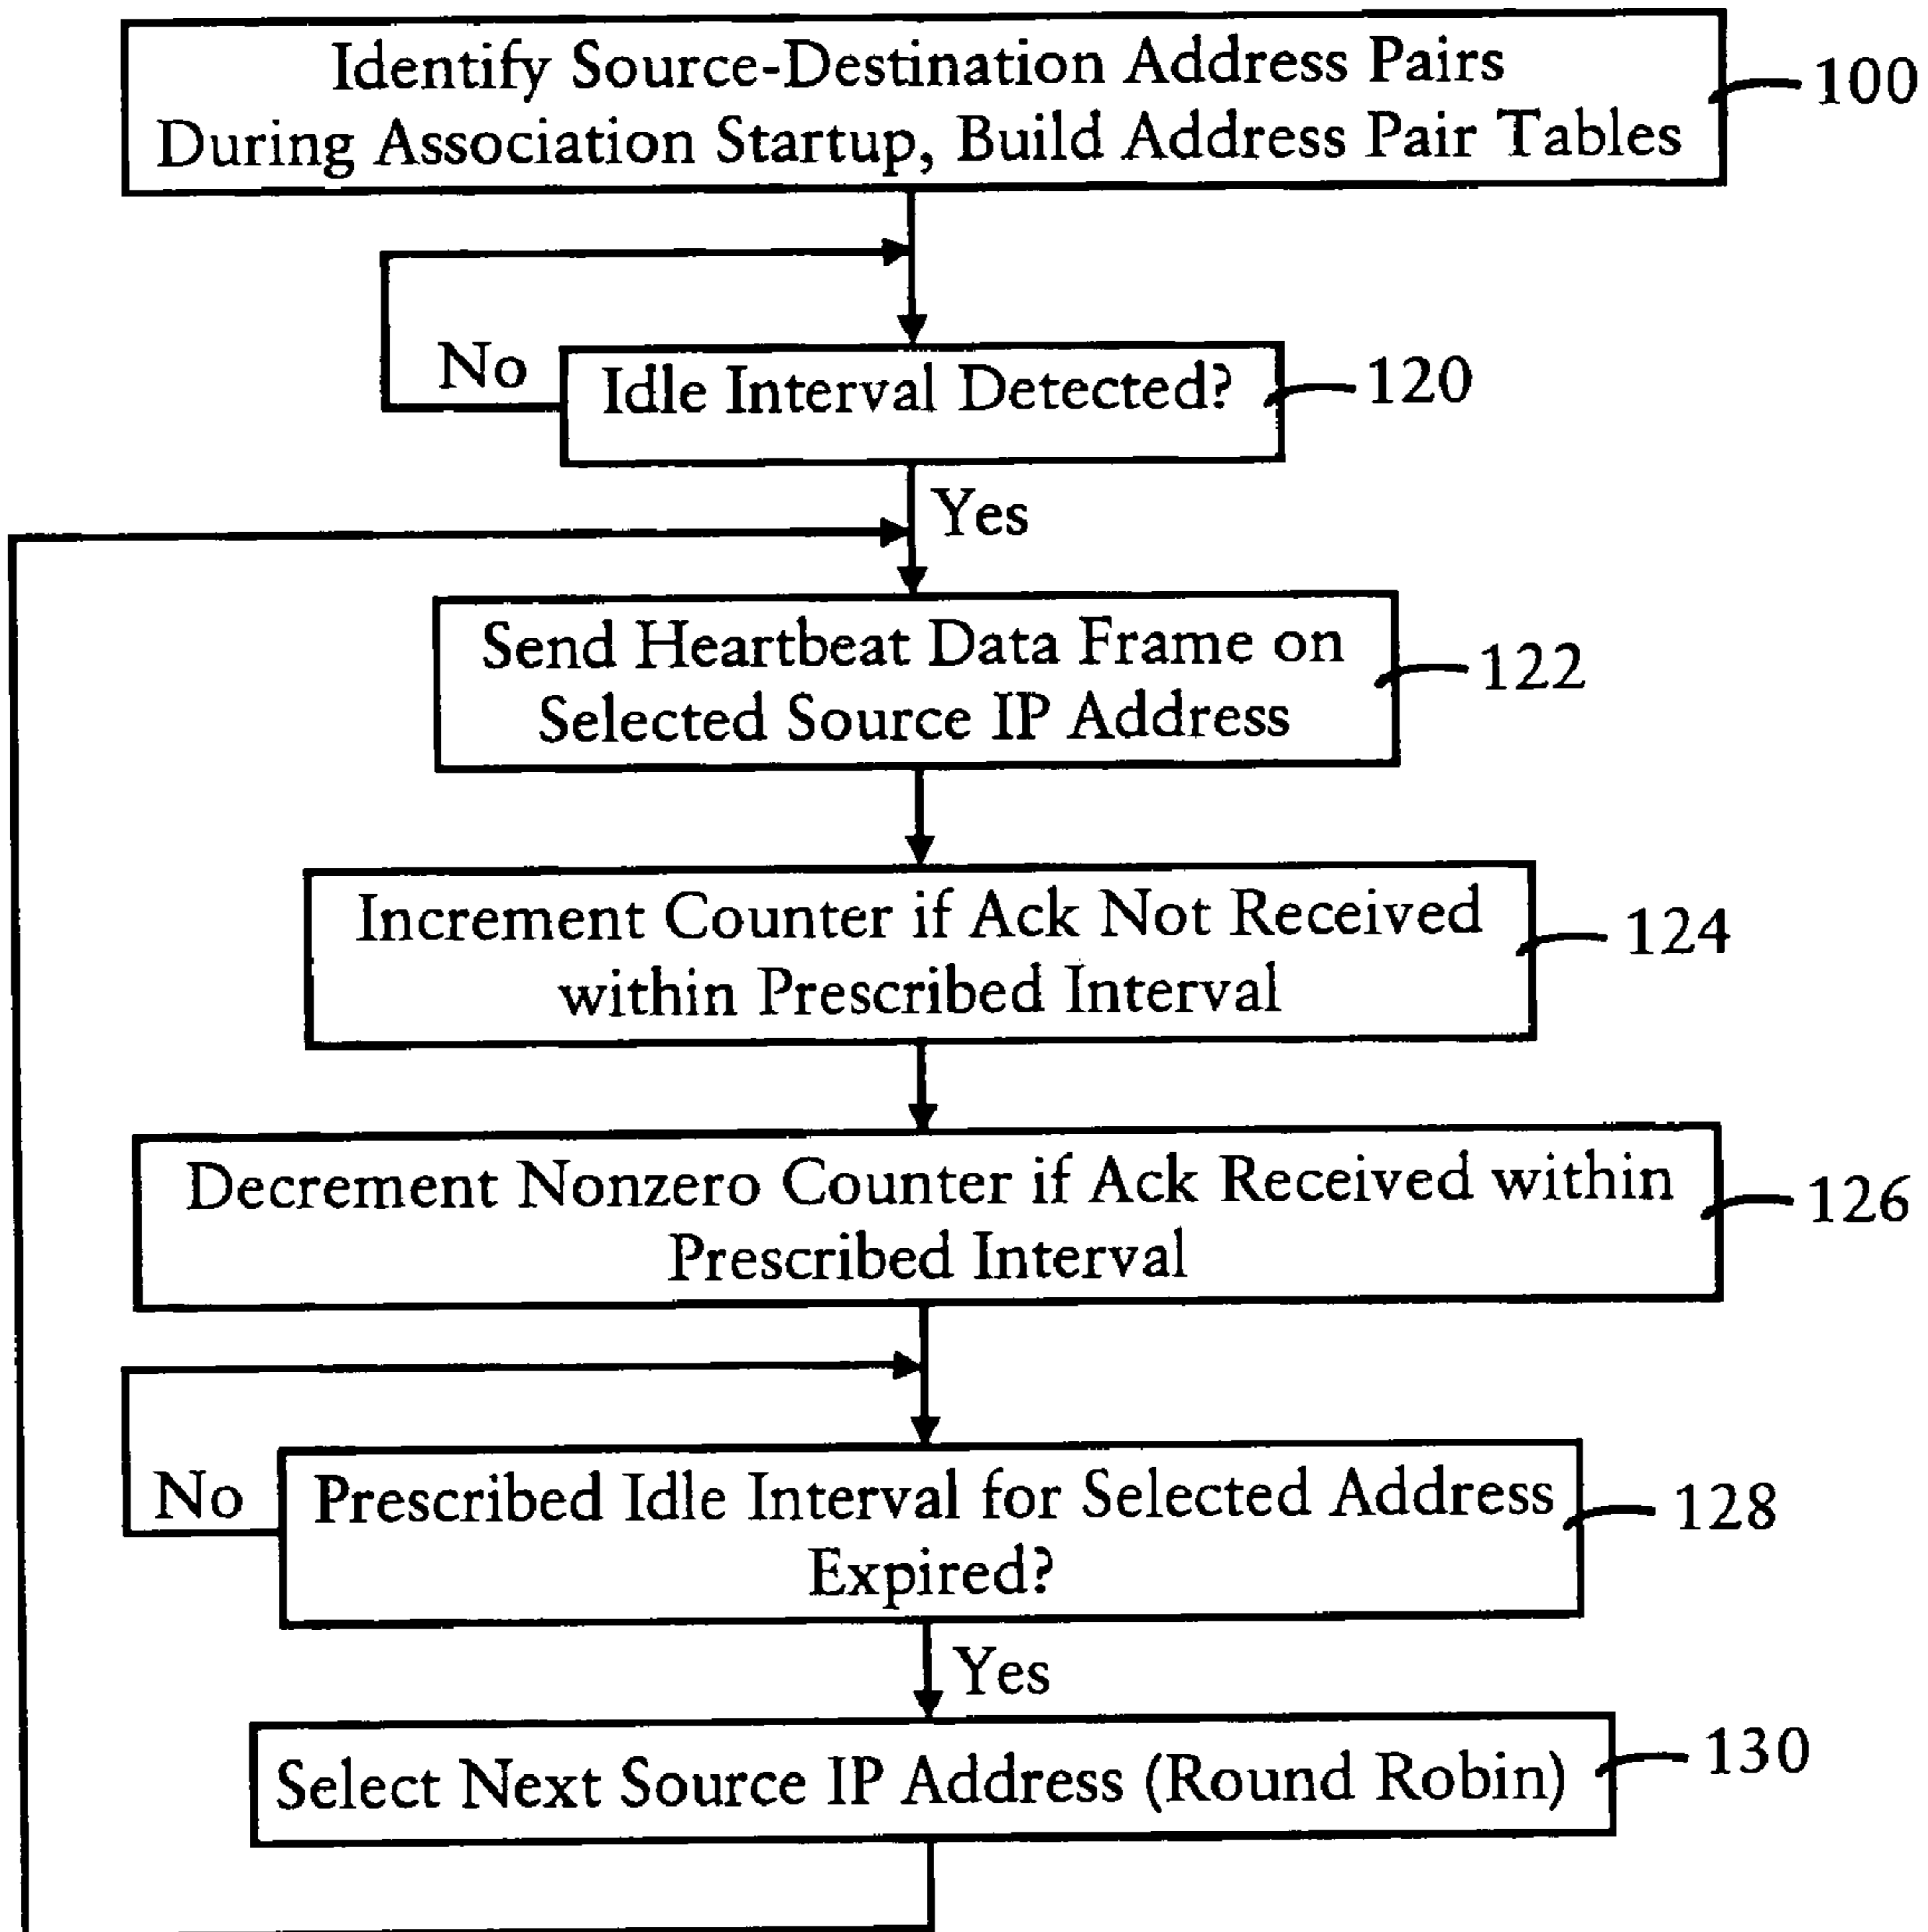 Identify Source-Destination Address Pairs
During Association Startup, Build Address Pair Tables
100
No
Idle Interval Detected?
120
Yes
Send Heartbeat Data Frame on
Selected Source IP Address
122
Increment Counter if Ack Not Received
within Prescribed Interval
124
Decrement Nonzero Counter if Ack Received within
Prescribed Interval
126
No
Prescribed Idle Interval for Selected Address
Expired?
128
Yes
Select Next Source IP Address (Round Robin)
130